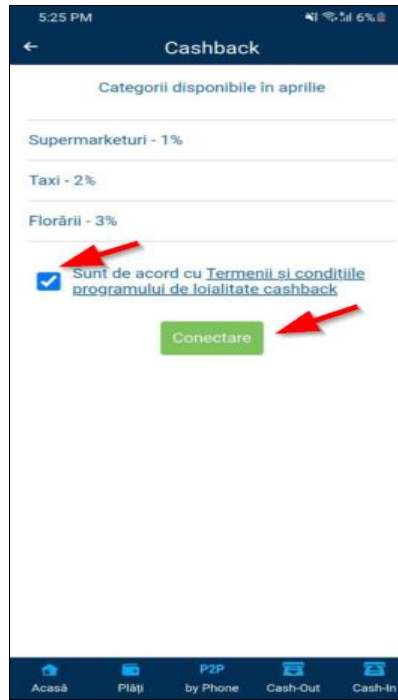 5:25 PM 6%
Cashback
Categorii disponibile în aprilie
Supermarketuri - 1%
Taxi - 2%
Florării - 3%
Sunt de acord cu Termenii și condițiile
programului de loialitate cashback
Conectare
P2P
Acasă Plăți by Phone Cash-Out Cash-In